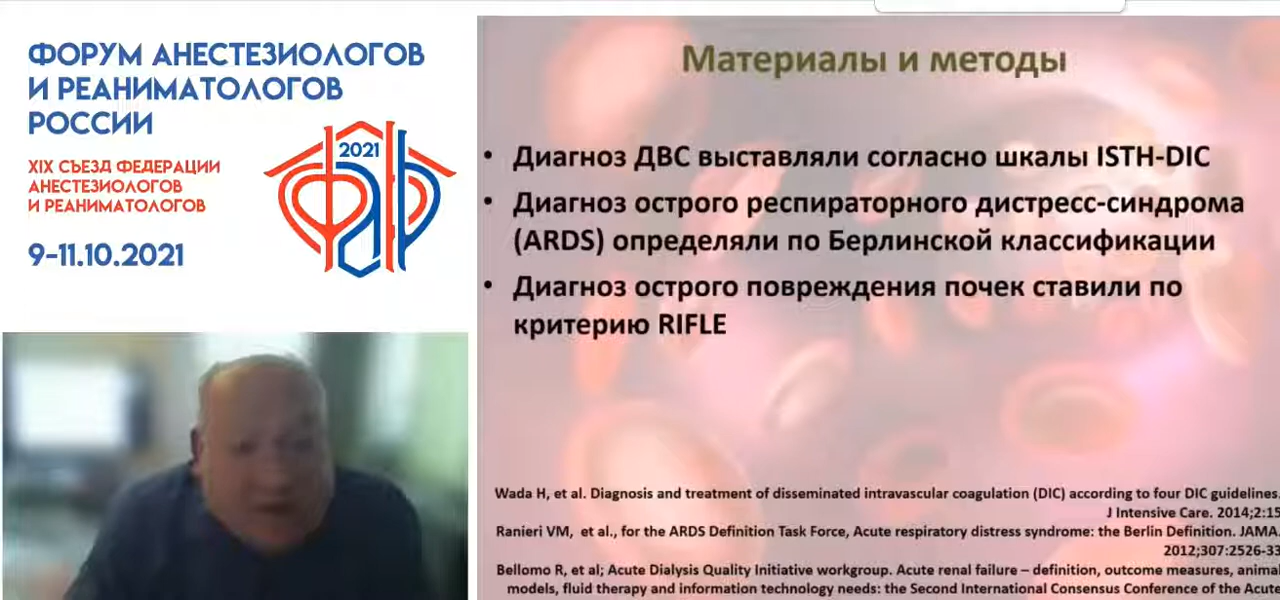 ФОРУМ АНЕСТЕЗИОЛОГОВ
И РЕАНИМАТОЛОГОВ
РОССИИ
XIX СЪЕЗД ФЕДЕРАЦИИ
АНЕСТЕЗИОЛОГОВ
И РЕАНИМАТОЛОГОВ
9-11.10.2021
2021
ФАР
Материалы и методы
• Диагноз ДВС выставляли согласно шкалы ISTH-DIC
• Диагноз острого респираторного дистресс-синдрома
(ARDS) определяли по Берлинской классификации
• Диагноз острого повреждения почек ставили по
критерию RIFLE
Wada H, et al. Diagnosis and treatment of disseminated intravascular coagulation (DIC) according to four DIC guidelines.
J Intensive Care. 2014;2:15
Ranieri VM, et al., for the ARDS Definition Task Force, Acute respiratory distress syndrome: the Berlin Definition. JAMA.
2012;307:2526-33
Bellomo R, et al; Acute Dialysis Quality Initiative workgroup. Acute renal failure – definition, outcome measures, animal
models, fluid therapy and information technology needs: the Second International Consensus Conference of the Acute